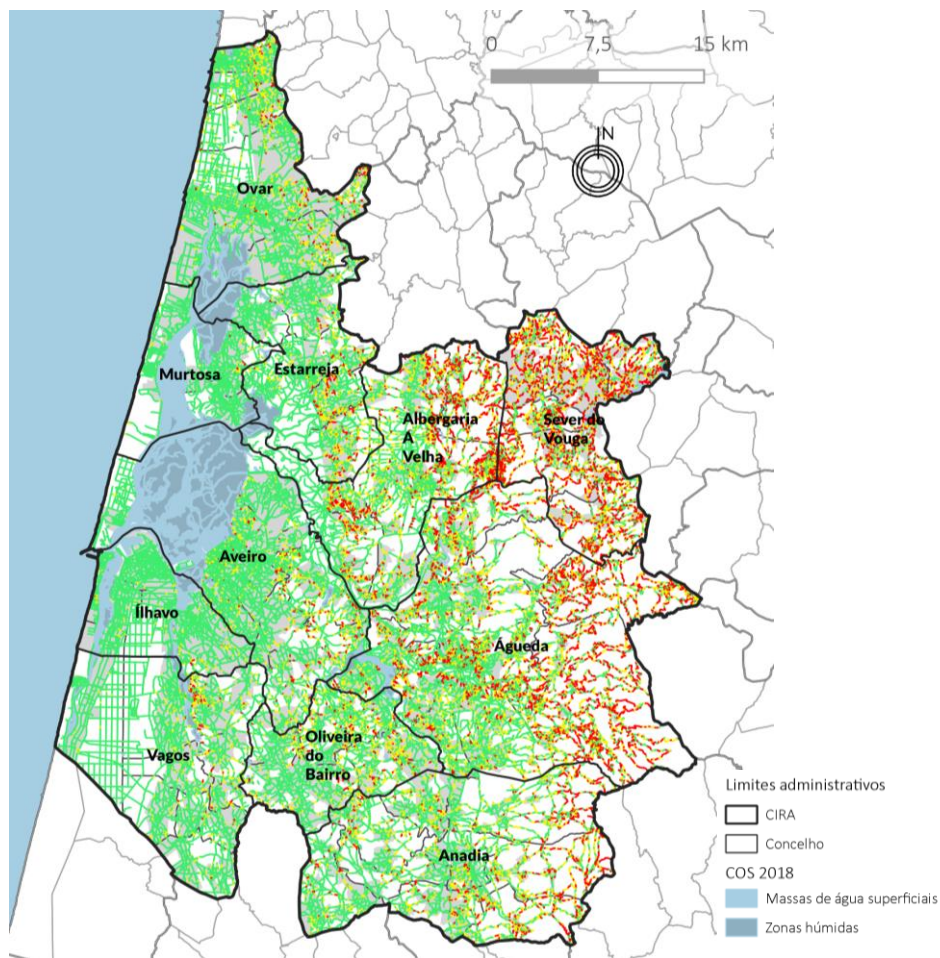 0 7,5 15 km
N
Ovar
Murtosa
Estarreja
Albergaria
A
Velha
Sever do
Vouga
Aveiro
Ílhavo
Águeda
Vagos
Oliveira
do
Bairro
Anadia
Limites administrativos
CIRA
Concelho
COS 2018
Massas de água superficiais
Zonas húmidas